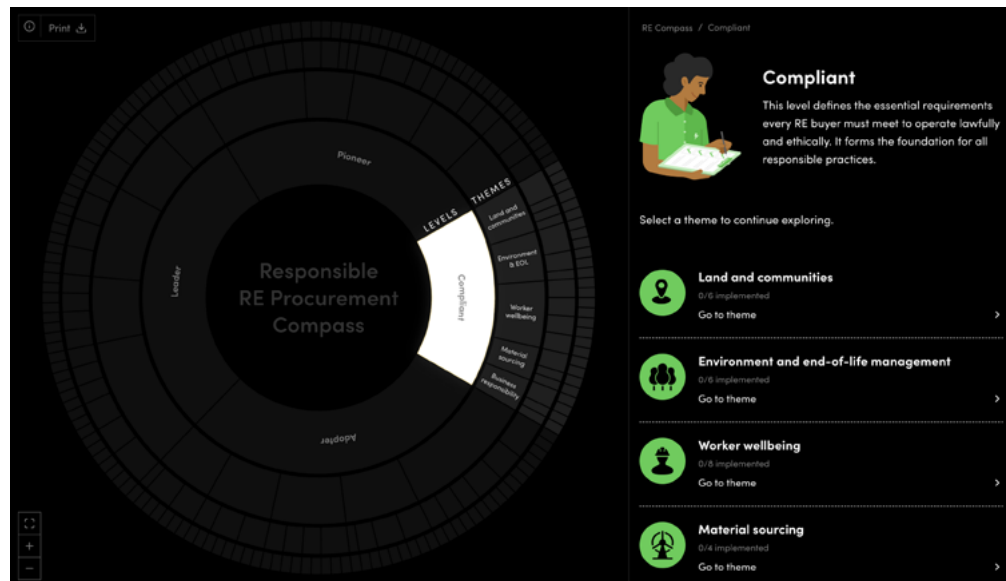 Print
Responsible
RE Procurement
Compass
Pioneer
Leader
Adopter
Compliant
LEVELS
THEMES
Land and
communities
Environment
& EOL
Worker
wellbeing
Material
sourcing
Business
responsibility
RE Compass / Compliant
Compliant
This level defines the essential requirements
every RE buyer must meet to operate lawfully
and ethically. It forms the foundation for all
responsible practices.
Select a theme to continue exploring.
Land and communities
0/6 implemented
Go to theme
Environment and end-of-life management
0/6 implemented
Go to theme
Worker wellbeing
0/8 implemented
Go to theme
Material sourcing
0/4 implemented
Go to theme